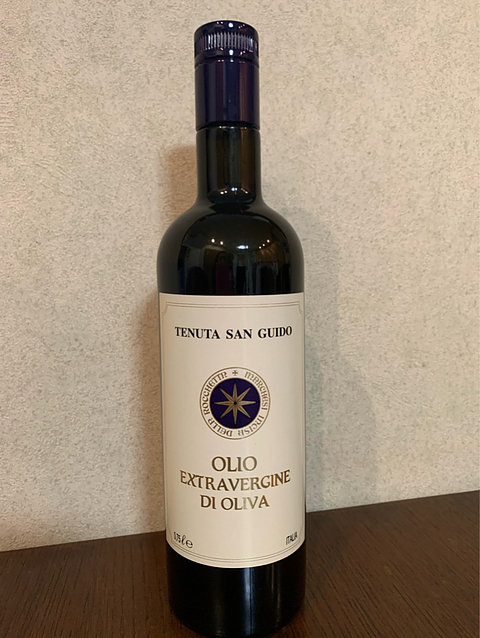 TENUTA SAN GUIDO
MARCHESI INCISA DELLA ROCCHETTA
OLIO
EXTRAVERGINE
DI OLIVA
0,75 ℓ e
ITALIA